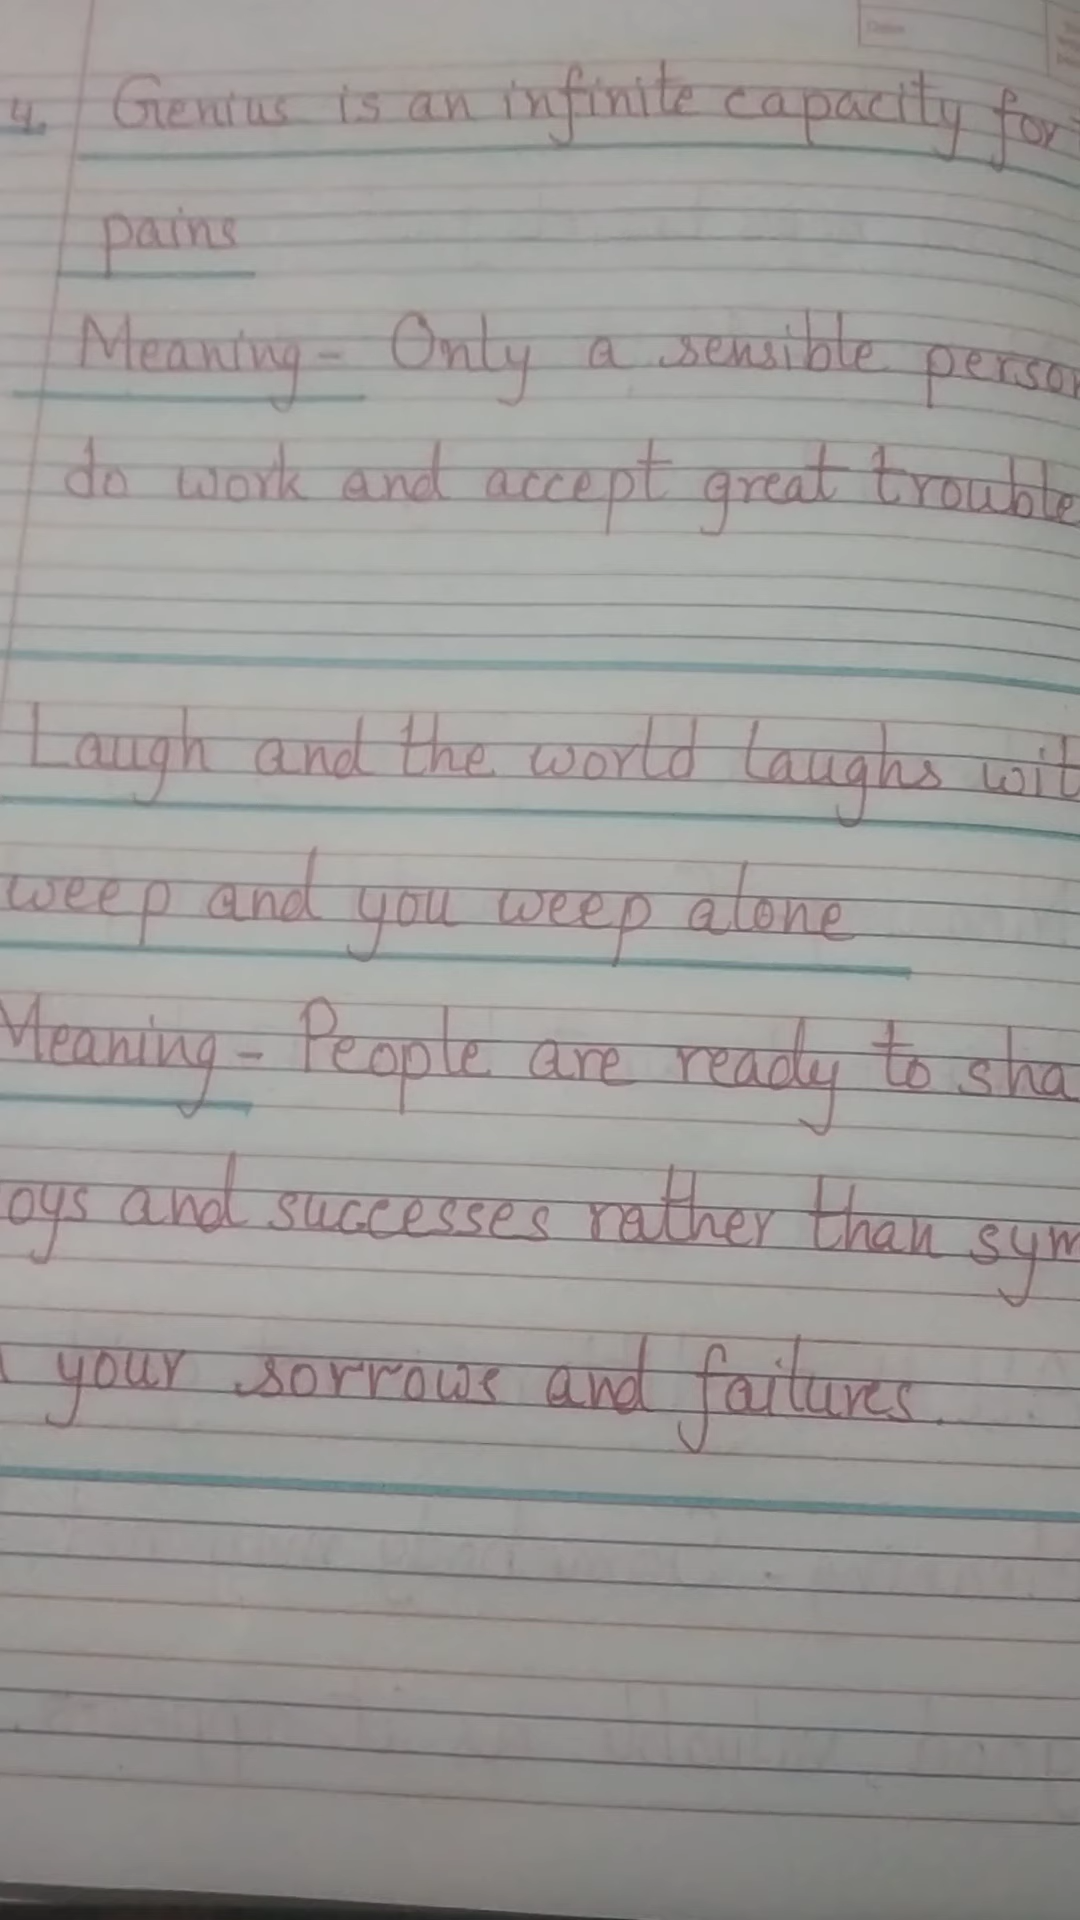 4. Genius is an infinite capacity for
pains
Meaning - Only a sensible person
do work and accept great trouble
Laugh and the world laughs wit
weep and you weep alone
Meaning - People are ready to sha
oys and successes rather than sym
your sorrows and failures.